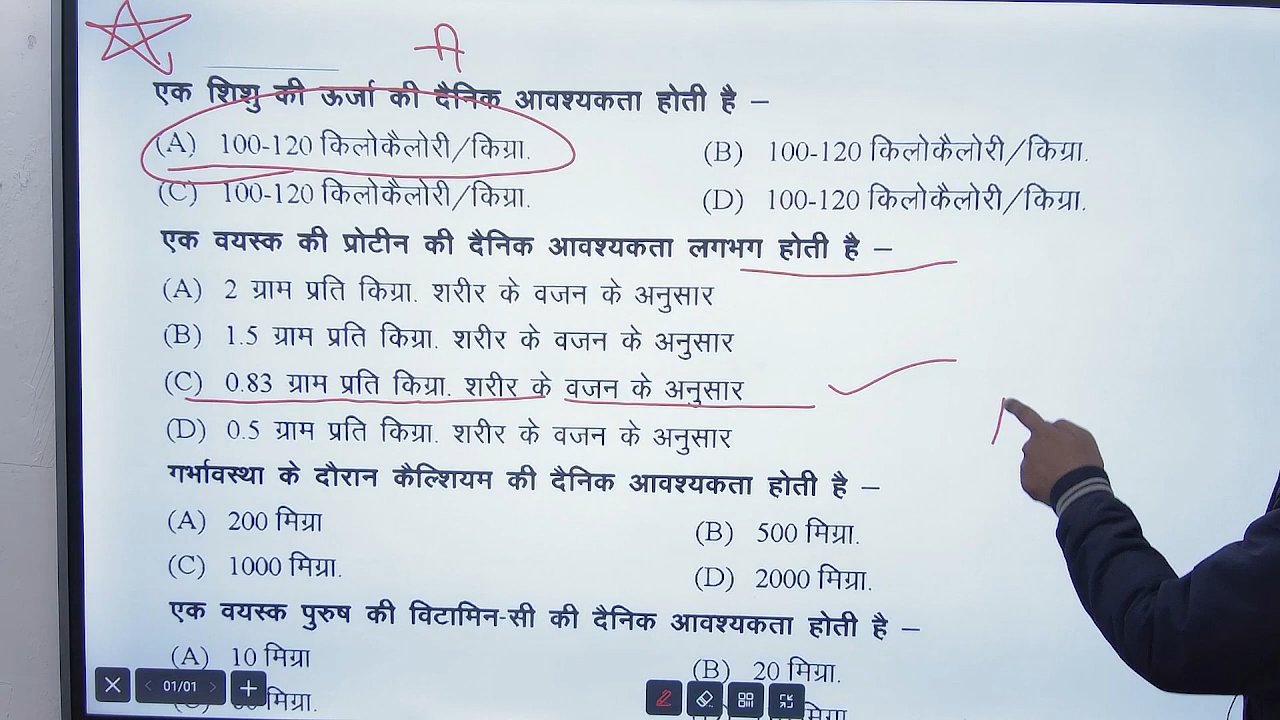 A
एक शिशु की ऊर्जा की दैनिक आवश्यकता होती है –
(A) 100-120 किलोकैलोरी/किग्रा. (B) 100-120 किलोकैलोरी/किग्रा.
(C) 100-120 किलोकैलोरी/किग्रा. (D) 100-120 किलोकैलोरी/किग्रा.
एक वयस्क की प्रोटीन की दैनिक आवश्यकता लगभग होती है –
(A) 2 ग्राम प्रति किग्रा. शरीर के वजन के अनुसार
(B) 1.5 ग्राम प्रति किग्रा. शरीर के वजन के अनुसार
(C) 0.83 ग्राम प्रति किग्रा. शरीर के वजन के अनुसार
(D) 0.5 ग्राम प्रति किग्रा. शरीर के वजन के अनुसार
गर्भावस्था के दौरान कैल्शियम की दैनिक आवश्यकता होती है –
(A) 200 मिग्रा (B) 500 मिग्रा.
(C) 1000 मिग्रा. (D) 2000 मिग्रा.
एक वयस्क पुरुष की विटामिन-सी की दैनिक आवश्यकता होती है –
(A) 10 मिग्रा (B) 20 मिग्रा.
मिग्रा. मिग्रा
01/01